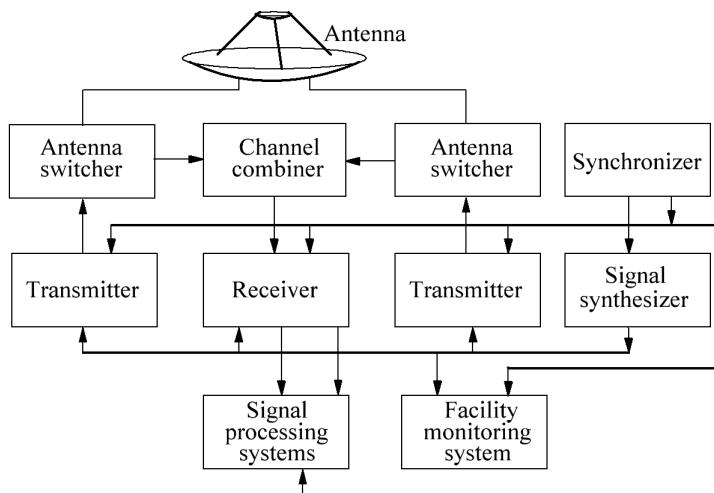 Antenna
Antenna
switcher
Channel
combiner
Antenna
switcher
Synchronizer
Transmitter
Receiver
Transmitter
Signal
synthesizer
Signal
processing
systems
Facility
monitoring
system